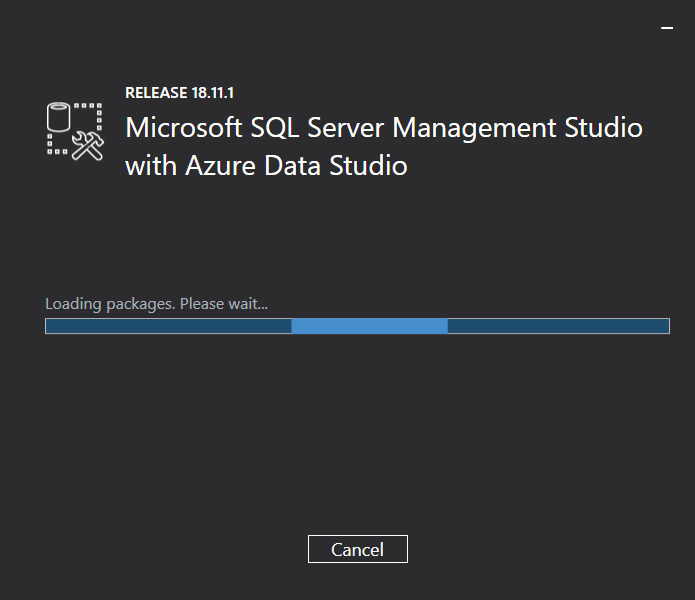 RELEASE 18.11.1
Microsoft SQL Server Management Studio
with Azure Data Studio
Loading packages. Please wait...
Cancel